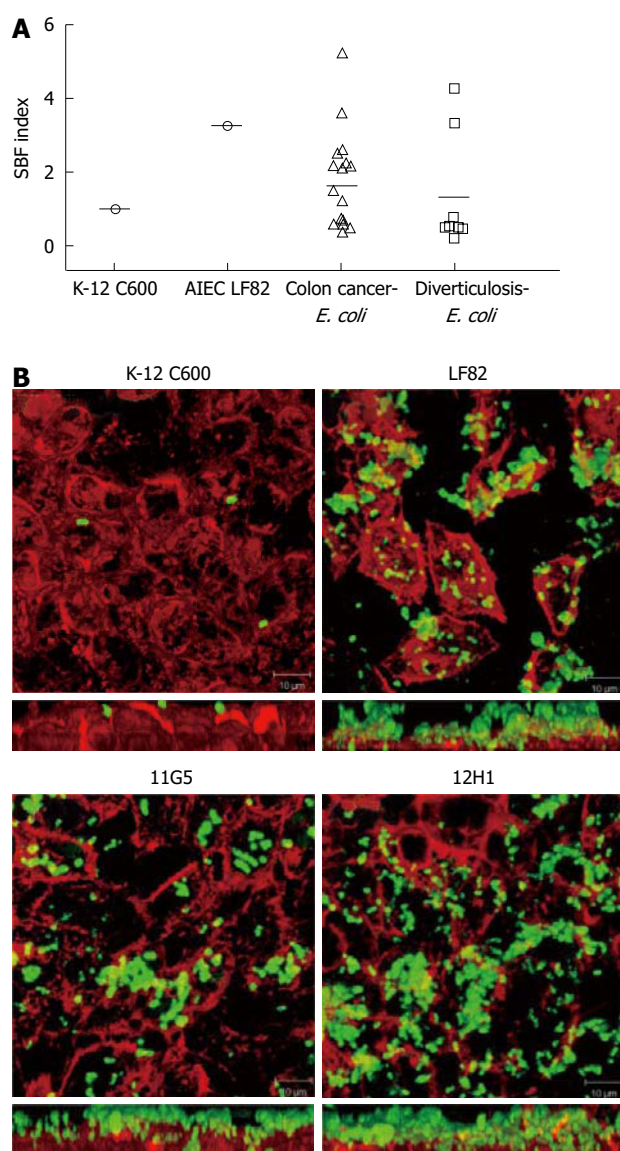 A
SBF index
6
4
2
0
K-12 C600
AIEC LF82
Colon cancer-
E. coli
Diverticulosis-
E. coli
B
K-12 C600
LF82
10 µm
10 µm
11G5
12H1
10 µm
10 µm